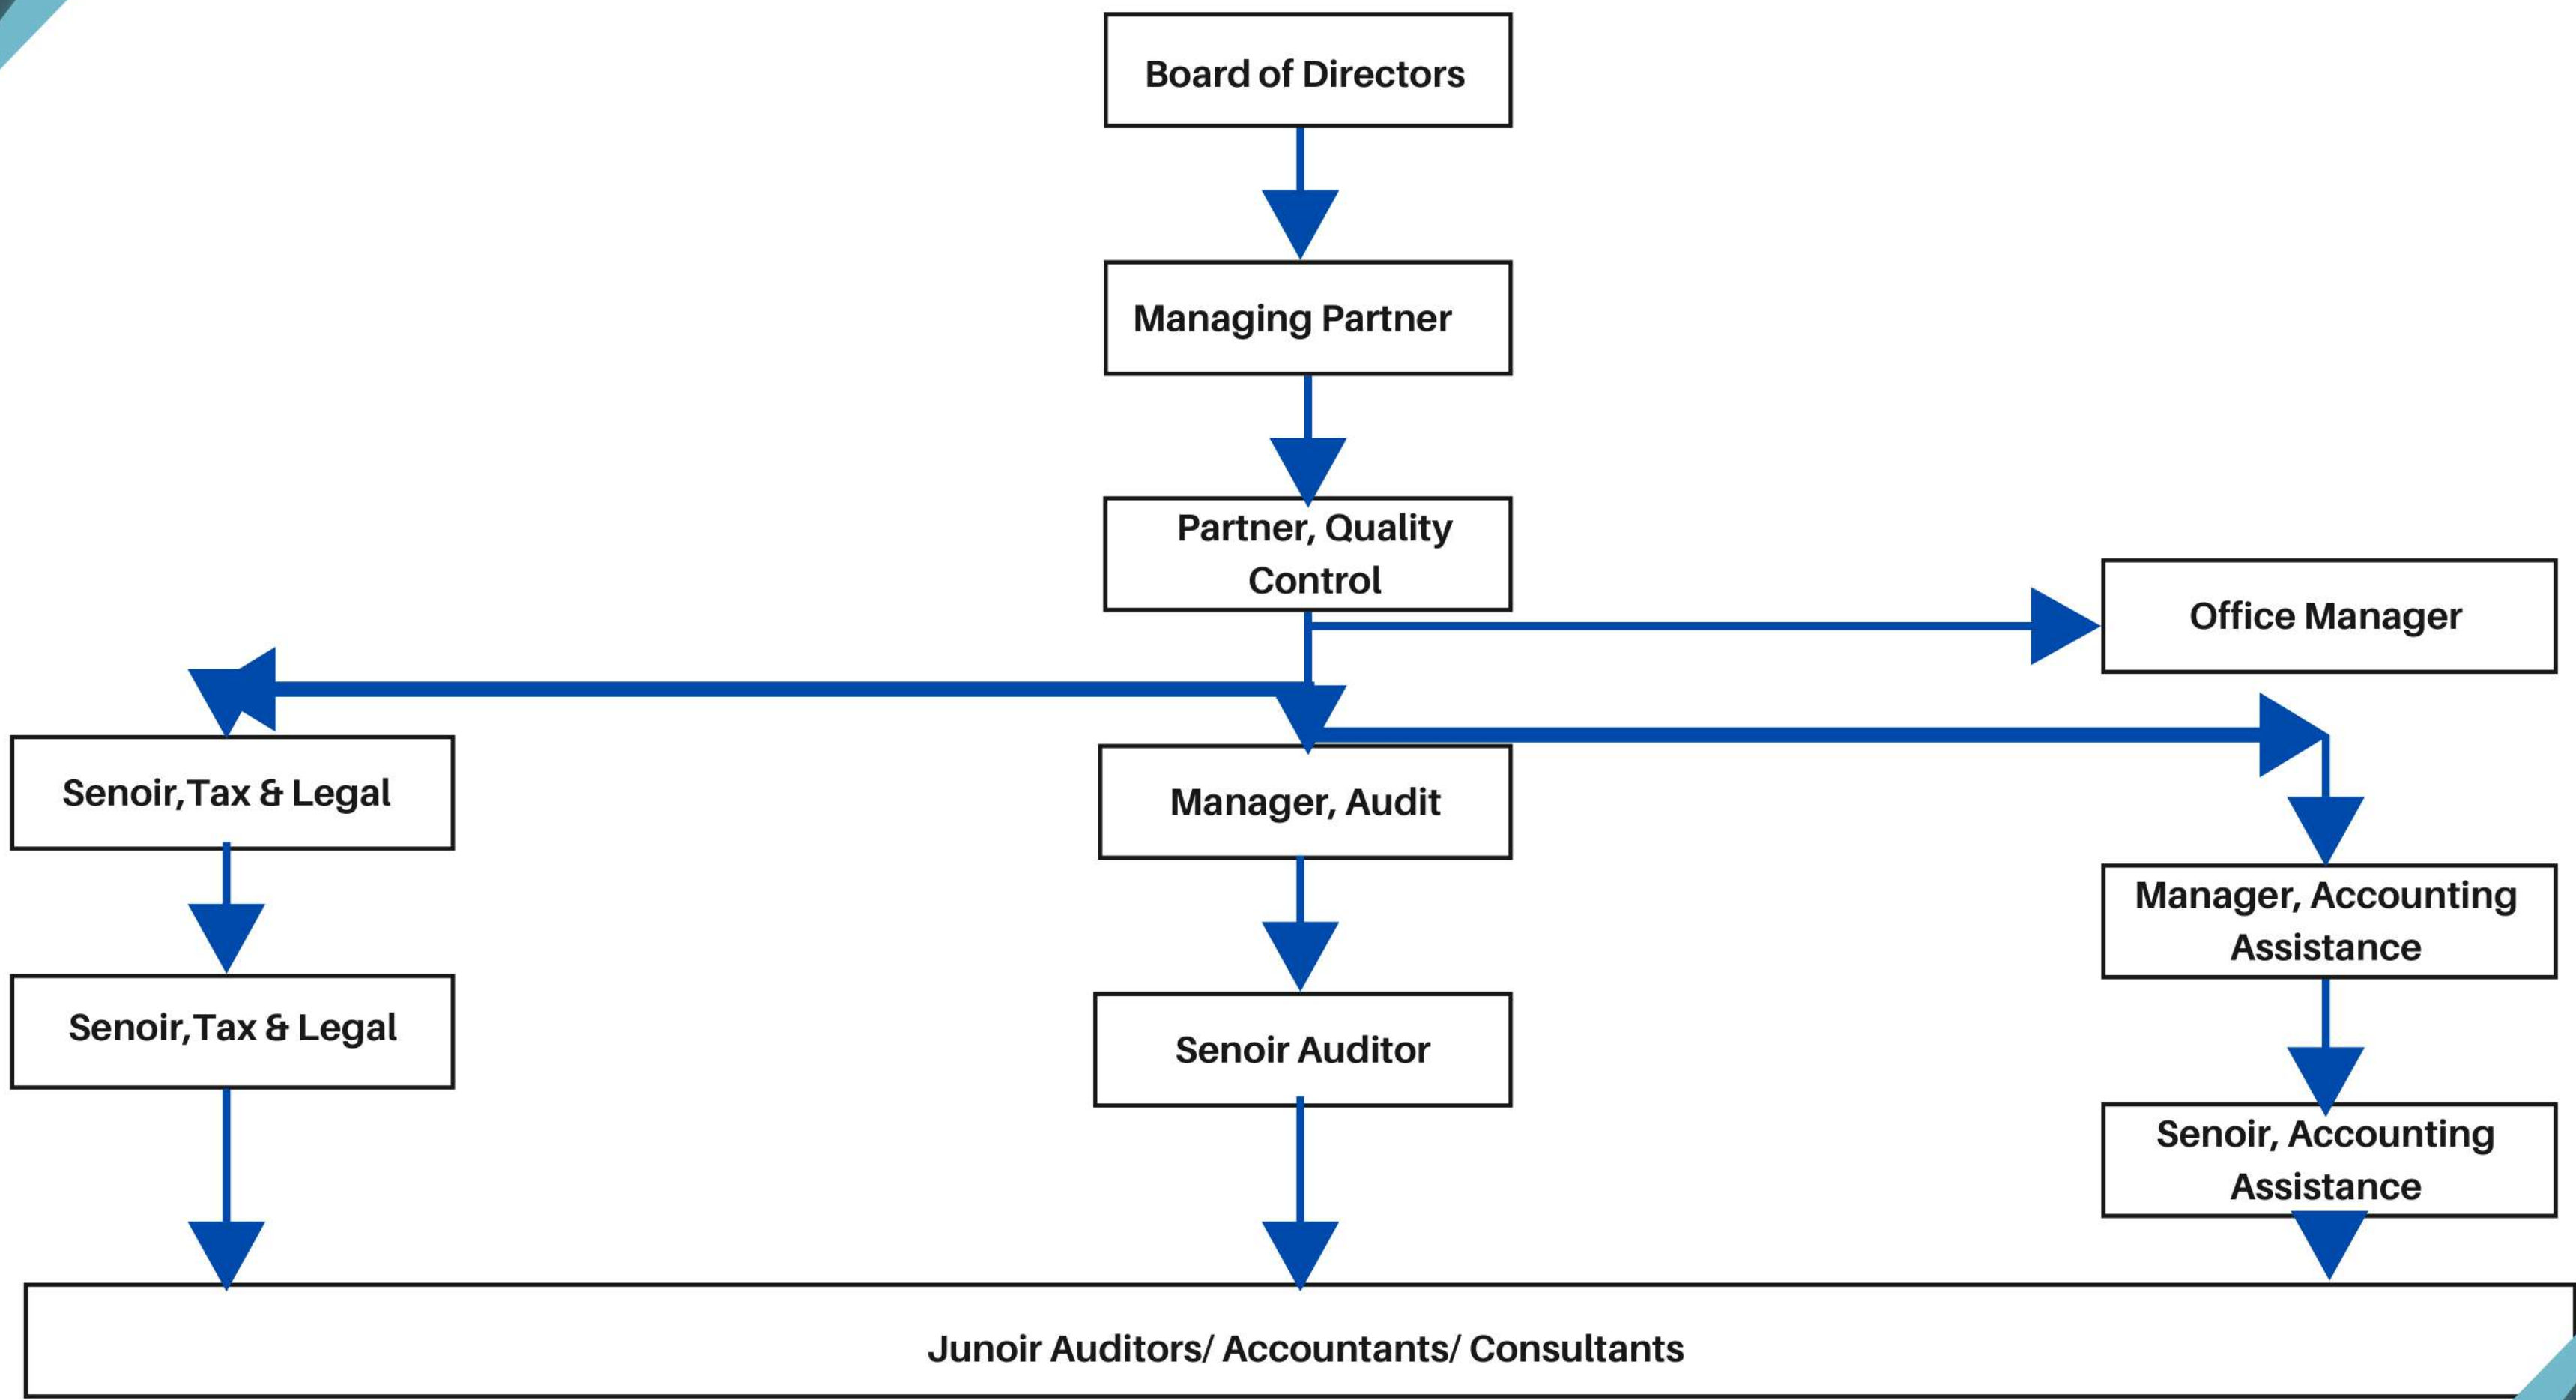 Board of Directors
Managing Partner
Partner, Quality
Control
Office Manager
Senoir,Tax & Legal
Manager, Audit
Manager, Accounting
Assistance
Senoir,Tax & Legal
Senoir Auditor
Senoir, Accounting
Assistance
Junoir Auditors/ Accountants/ Consultants